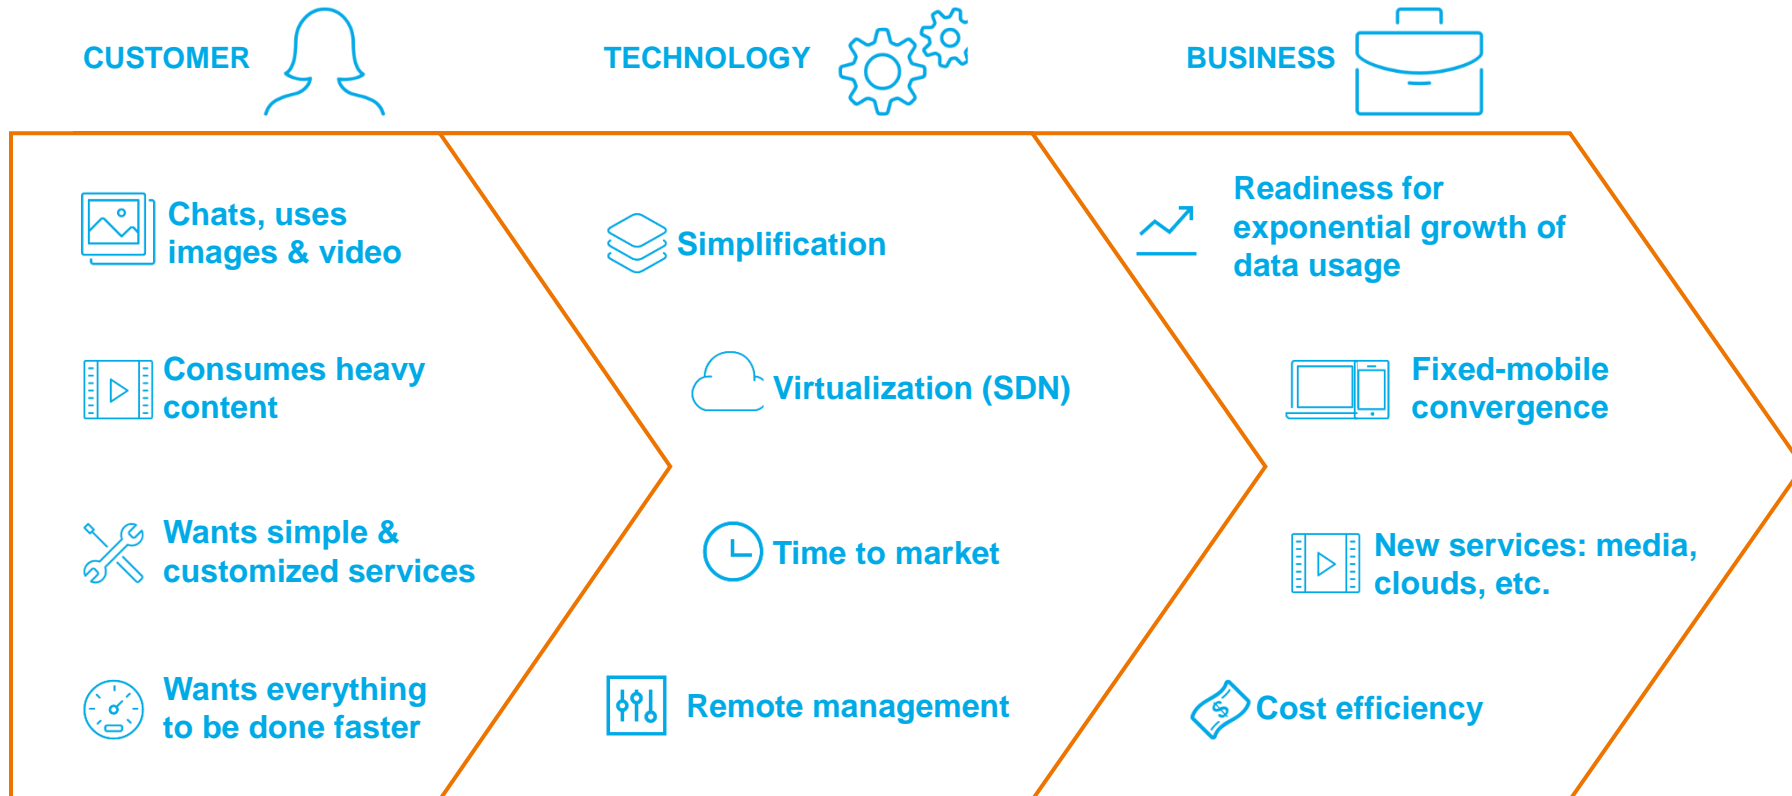 CUSTOMER
TECHNOLOGY
BUSINESS
Chats, uses
images & video
Consumes heavy
content
Wants simple &
customized services
Wants everything
to be done faster
Simplification
Virtualization (SDN)
Time to market
Remote management
Readiness for
exponential growth of
data usage
Fixed-mobile
convergence
New services: media,
clouds, etc.
$
Cost efficiency